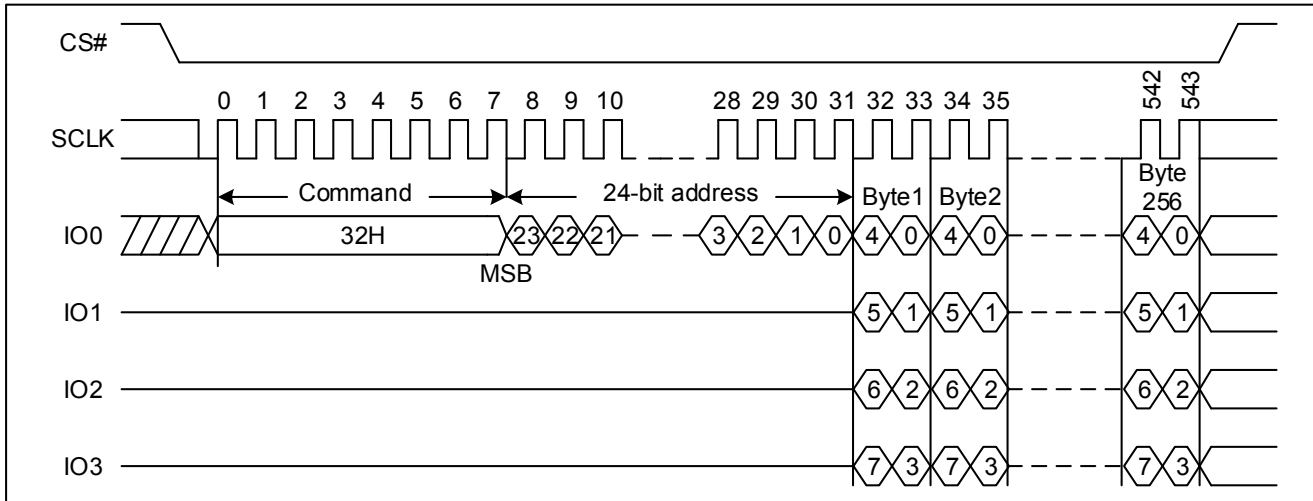 CS#
0 1 2 3 4 5 6 7 8 9 10 28 29 30 31 32 33 34 35 542 543
SCLK
Command 24-bit address Byte1 Byte2 Byte
256
IO0 32H 23 22 21 3 2 1 0 4 0 4 0 4 0
MSB
IO1 5 1 5 1 5 1
IO2 6 2 6 2 6 2
IO3 7 3 7 3 7 3